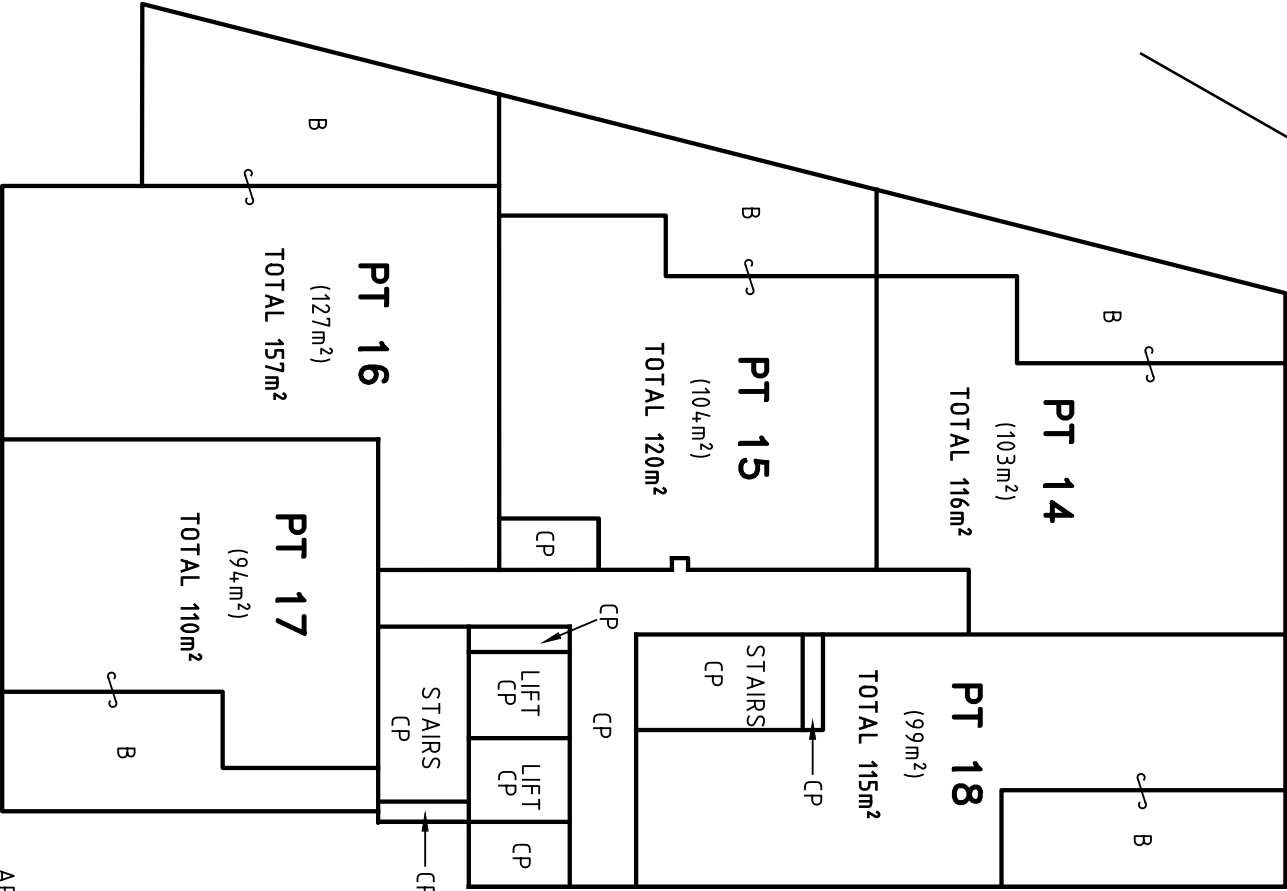 B
PT 16
(127m²)
TOTAL 157m²
B
PT 15
(104m²)
TOTAL 120m²
B
PT 14
(103m²)
TOTAL 116m²
CP
PT 17
(94m²)
TOTAL 110m²
B
CP
LIFT
CP
LIFT
CP
CP
STAIRS
CP
CP
CP
STAIRS
CP
CP
PT 18
(99m²)
TOTAL 115m²
B